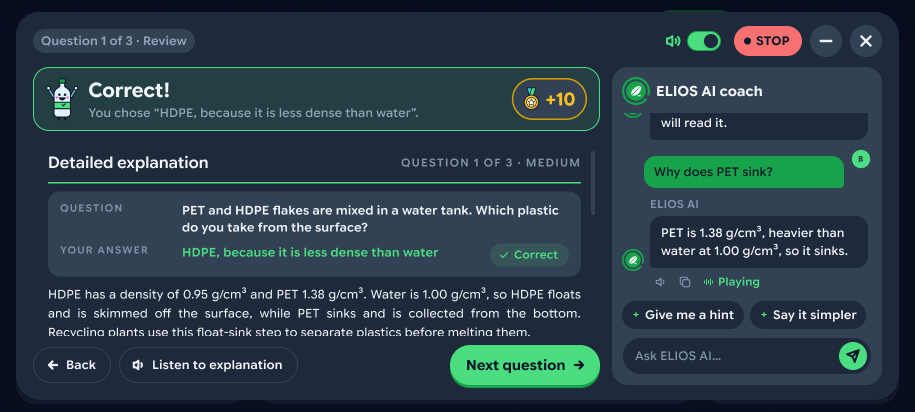 Question 1 of 3 · Review
STOP
Correct!
You chose “HDPE, because it is less dense than water”.
+10
Detailed explanation
QUESTION 1 OF 3 · MEDIUM
QUESTION
PET and HDPE flakes are mixed in a water tank. Which plastic
do you take from the surface?
YOUR ANSWER
HDPE, because it is less dense than water
Correct
HDPE has a density of 0.95 g/cm³ and PET 1.38 g/cm³. Water is 1.00 g/cm³, so HDPE floats
and is skimmed off the surface, while PET sinks and is collected from the bottom.
Recycling plants use this float-sink step to separate plastics before melting them.
Back
Listen to explanation
Next question
ELIOS AI coach
will read it.
B
Why does PET sink?
ELIOS AI
PET is 1.38 g/cm³, heavier than
water at 1.00 g/cm³, so it sinks.
Playing
Give me a hint
Say it simpler
Ask ELIOS AI...